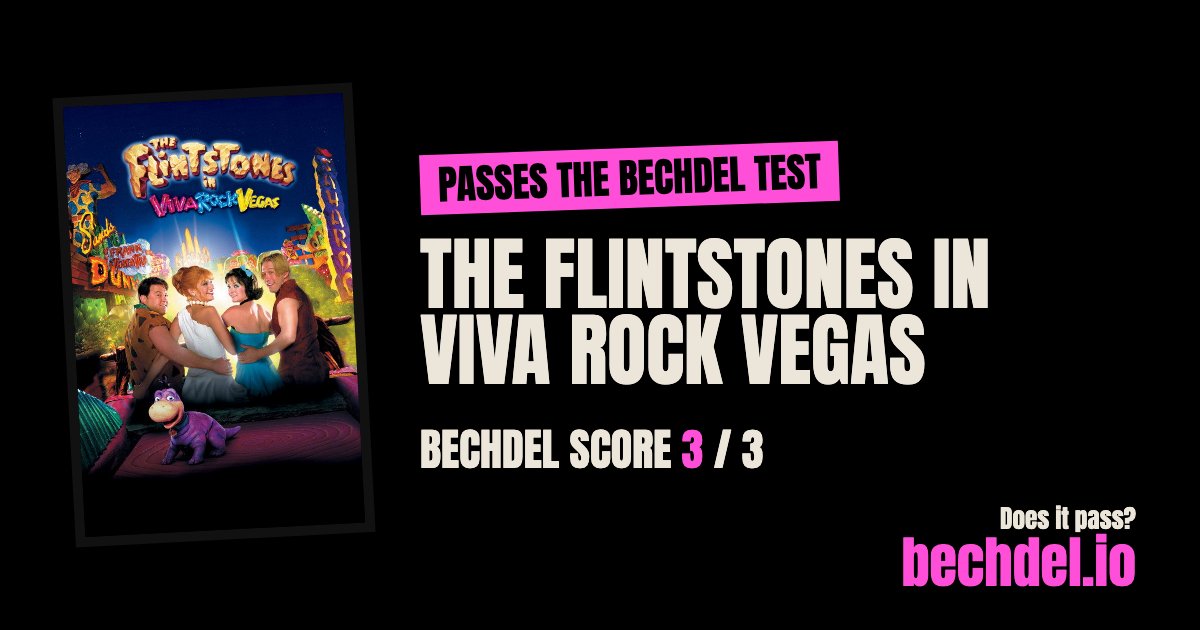 THE
FLINTSTONES
IN
VIVA ROCK VEGAS
PASSES THE BECHDEL TEST
THE FLINTSTONES IN
VIVA ROCK VEGAS
BECHDEL SCORE 3 / 3
Does it pass?
bechdel.io